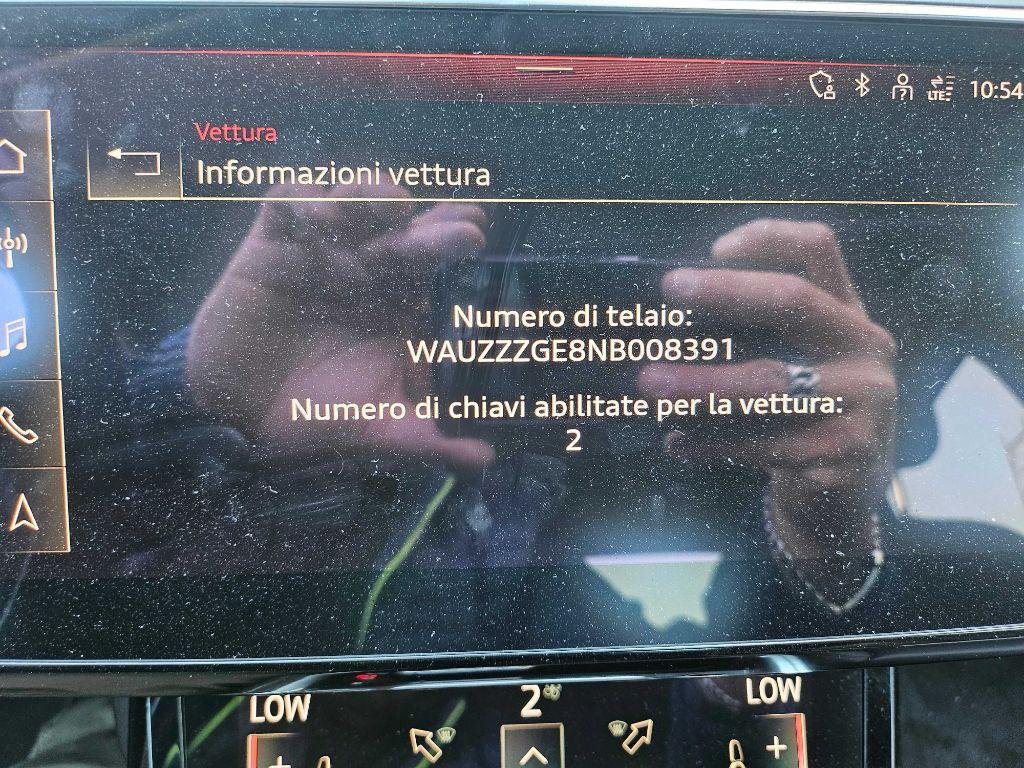 LTE 10:54
Vettura
Informazioni vettura
Numero di telaio:
WAUZZZGE8NB008391
Numero di chiavi abilitate per la vettura:
2
LOW 2 LOW
+ +